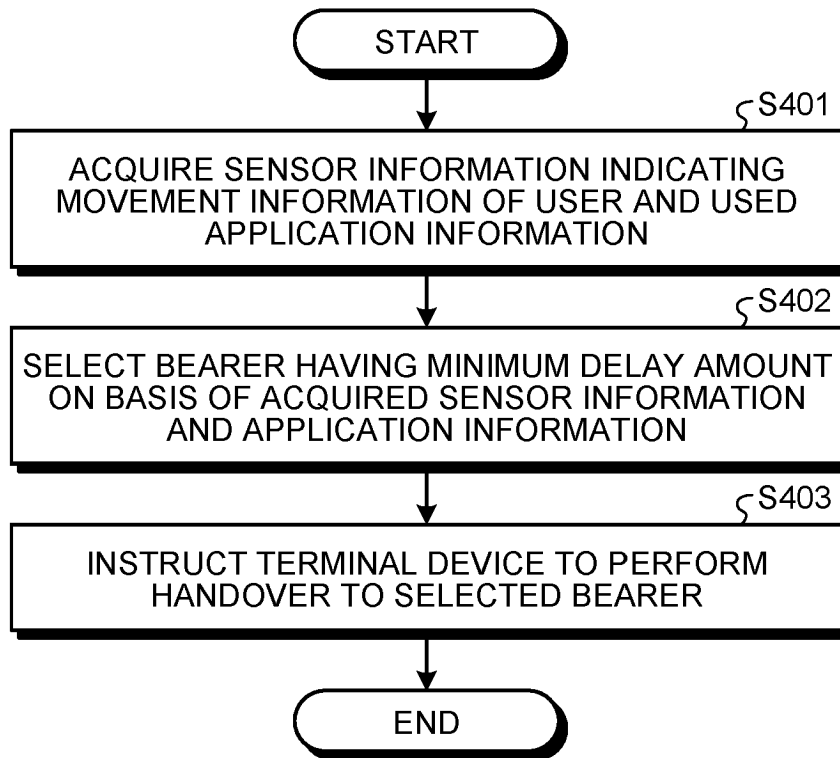 START
S401
ACQUIRE SENSOR INFORMATION INDICATING
MOVEMENT INFORMATION OF USER AND USED
APPLICATION INFORMATION
S402
SELECT BEARER HAVING MINIMUM DELAY AMOUNT
ON BASIS OF ACQUIRED SENSOR INFORMATION
AND APPLICATION INFORMATION
S403
INSTRUCT TERMINAL DEVICE TO PERFORM
HANDOVER TO SELECTED BEARER
END